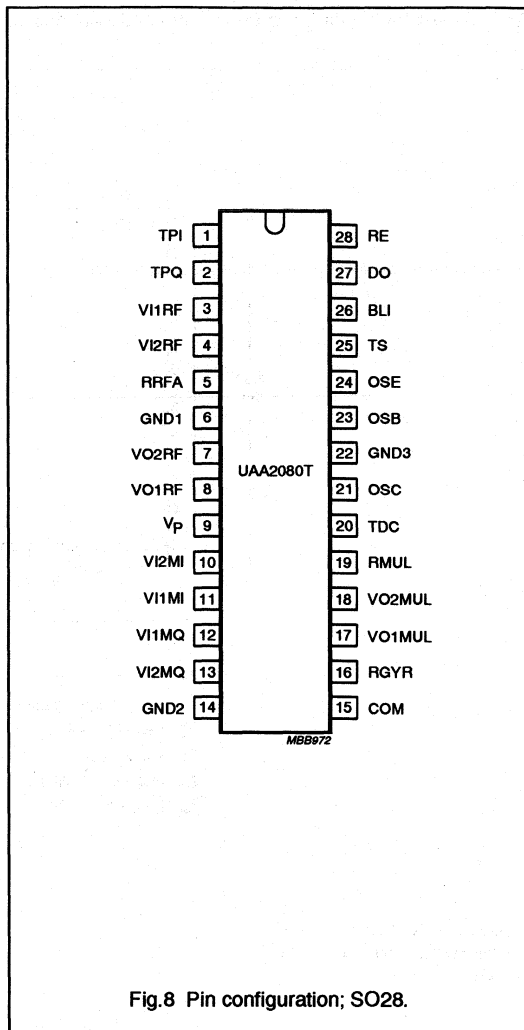 TPI 1 28 RE
TPQ 2 27 DO
VI1RF 3 26 BLI
VI2RF 4 25 TS
RRFA 5 24 OSE
GND1 6 23 OSB
VO2RF 7 22 GND3
UAA2080T
VO1RF 8 21 OSC
VP 9 20 TDC
VI2MI 10 19 RMUL
VI1MI 11 18 VO2MUL
VI1MQ 12 17 VO1MUL
VI2MQ 13 16 RGYR
GND2 14 15 COM
MBB972
Fig.8 Pin configuration; SO28.